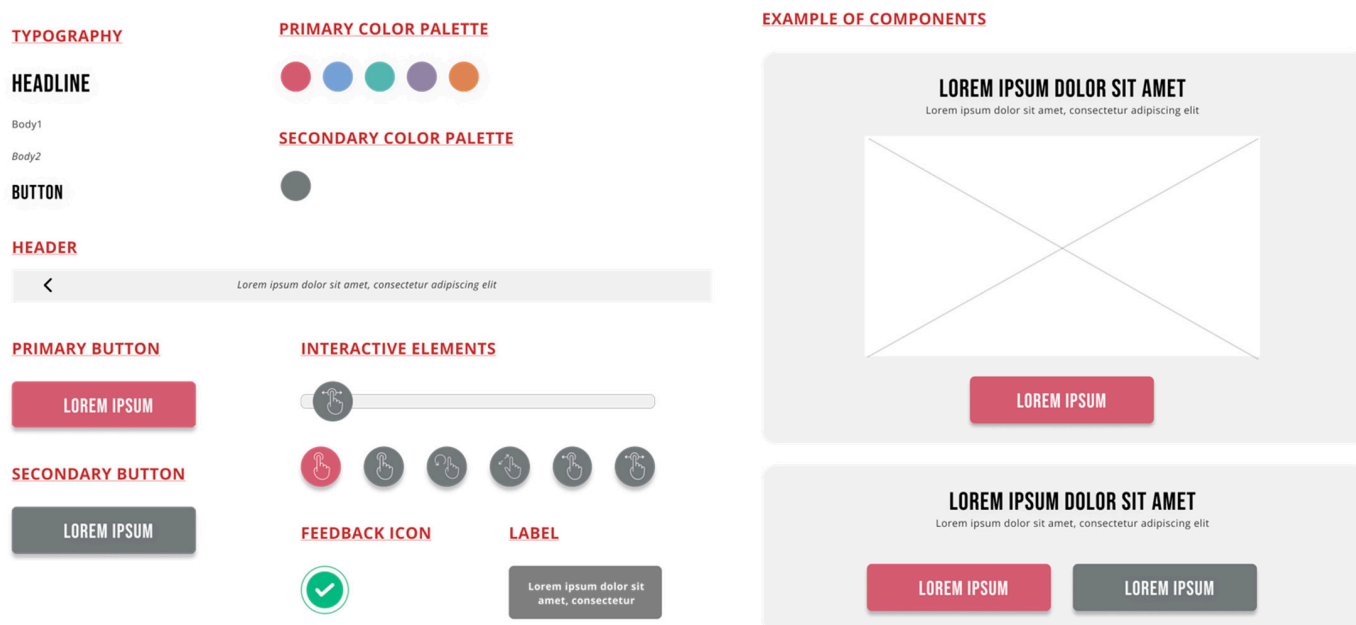 TYPOGRAPHY
HEADLINE
Body1
Body2
BUTTON
PRIMARY COLOR PALETTE
SECONDARY COLOR PALETTE
HEADER
Lorem ipsum dolor sit amet, consectetur adipiscing elit
PRIMARY BUTTON
LOREM IPSUM
SECONDARY BUTTON
LOREM IPSUM
INTERACTIVE ELEMENTS
FEEDBACK ICON
LABEL
Lorem ipsum dolor sit
amet, consectetur
EXAMPLE OF COMPONENTS
LOREM IPSUM DOLOR SIT AMET
Lorem ipsum dolor sit amet, consectetur adipiscing elit
LOREM IPSUM
LOREM IPSUM DOLOR SIT AMET
Lorem ipsum dolor sit amet, consectetur adipiscing elit
LOREM IPSUM
LOREM IPSUM